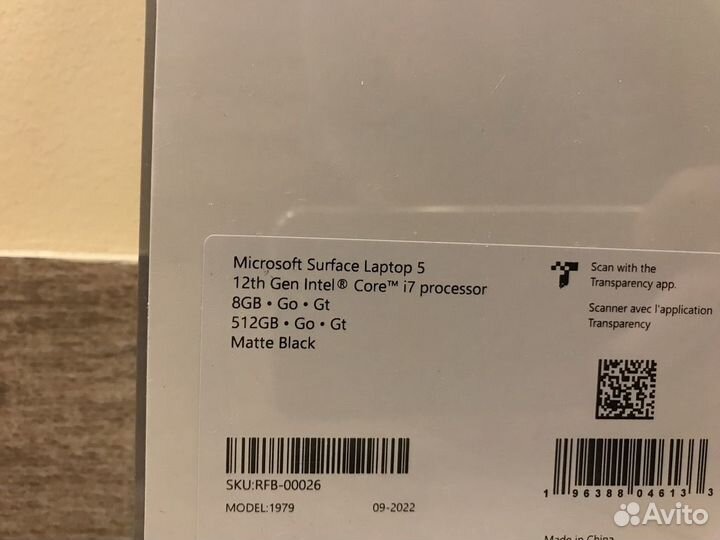 Microsoft Surface Laptop 5
12th Gen Intel® Core™ i7 processor
8GB • Go • Gt
512GB • Go • Gt
Matte Black
Scan with the
Transparency app.
Scanner avec l'application
Transparency
SKU:RFB-00026
MODEL:1979 09-2022
1 96388 04613 3
Made in China
Avito